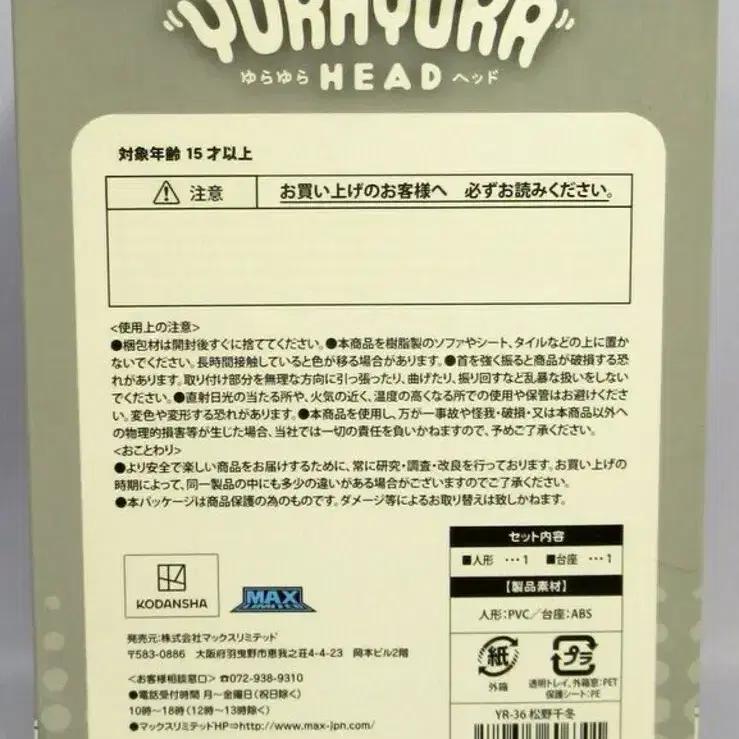 YURAYURA
ゆらゆら HEAD ヘッド
対象年齢 15才以上
注意 お買い上げのお客様へ 必ずお読みください。
<使用上の注意>
●梱包材は開封後すぐに捨ててください。●本商品を樹脂製のソファやシート、タイルなどの上に置か
ないでください。長時間接触していると色が移る場合があります。●首を強く振ると商品が破損する恐
れがあります。取り付け部分を無理な方向に引っ張ったり、曲げたり、振り回すなど乱暴な扱いをしない
でください。●直射日光の当たる所や、火気の近く、温度の高くなる所での使用や保管はお避けくださ
い。変色や変形する恐れがあります。●本商品を使用し、万が一事故や怪我・破損・又は本商品以外へ
の物理的損害等が生じた場合、当社では一切の責任を負いかねますので、予めご了承ください。
<おことわり>
●より安全で楽しい商品をお届けするために、常に研究・調査・改良を行っております。お買い上げの
時期によって、同一製品の中にも多少の違いがある場合がございますのでご了承ください。
●本パッケージは商品保護の為のものです。ダメージ等によるお取り替えは致しかねます。
セット内容
■人形 …1 ■台座 …1
【製品素材】
人形:PVC/台座:ABS
KODANSHA
MAX
LIMITED
発売元:株式会社マックスリミテッド
〒583-0886 大阪府羽曳野市恵我之荘4-4-23 岡本ビル2階
<お客様窓口> ☎072-938-9310
●電話受付時間 月〜金曜日(祝日除く)
10時〜18時(12時〜13時除く)
●マックスリミテッドHP⇨http://www.max-jpn.com/
紙
外箱
プラ
透明トレイ、外箱窓:PET
保護シート:PE
YR-36 松野千冬